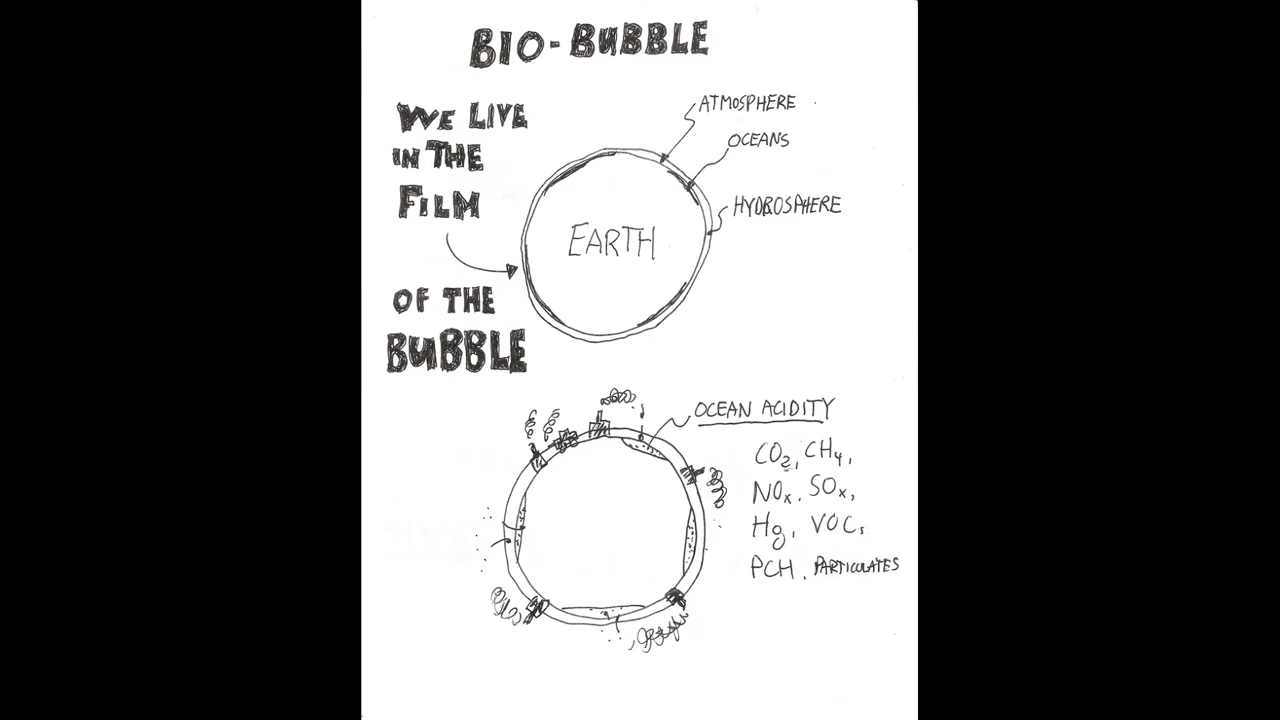 BIO-BUBBLE
WE LIVE
IN THE
FILM
OF THE
BUBBLE
ATMOSPHERE
OCEANS
HYDROSPHERE
EARTH
OCEAN ACIDITY
CO₂, CH₄,
NOₓ, SOₓ,
Hg, VOCs
PCH, PARTICULATES